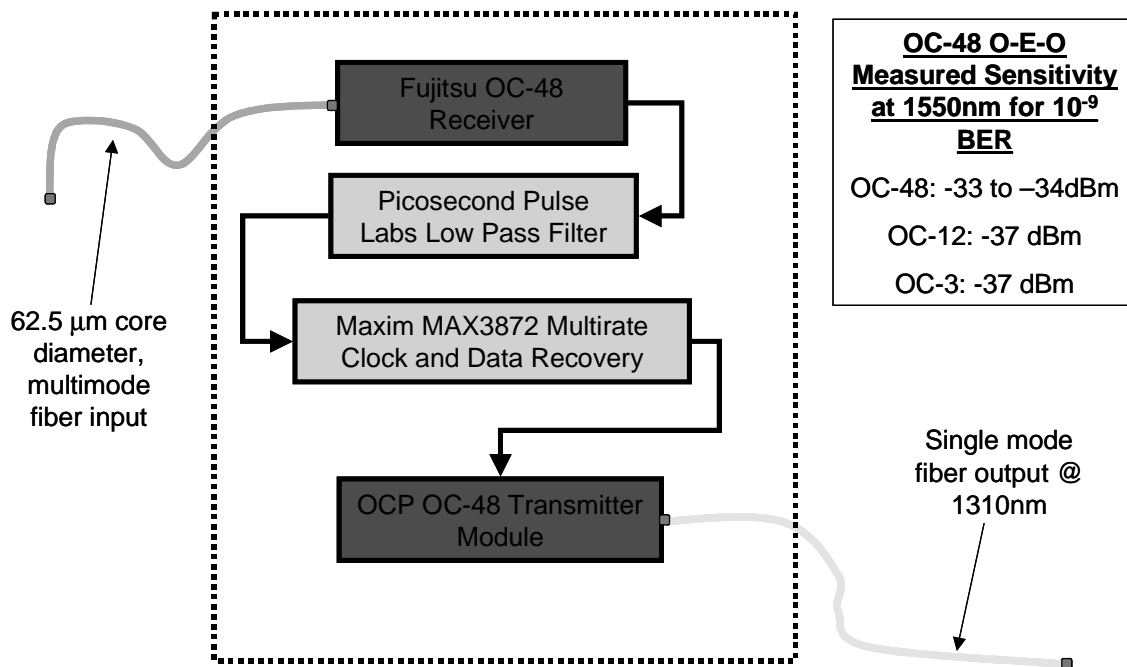 Fujitsu OC-48
Receiver
Picosecond Pulse
Labs Low Pass Filter
Maxim MAX3872 Multirate
Clock and Data Recovery
OCP OC-48 Transmitter
Module
62.5 μm core
diameter,
multimode
fiber input
OC-48 O-E-O
Measured Sensitivity
at 1550nm for 10⁻⁹
BER
OC-48: -33 to –34dBm
OC-12: -37 dBm
OC-3: -37 dBm
Single mode
fiber output @
1310nm